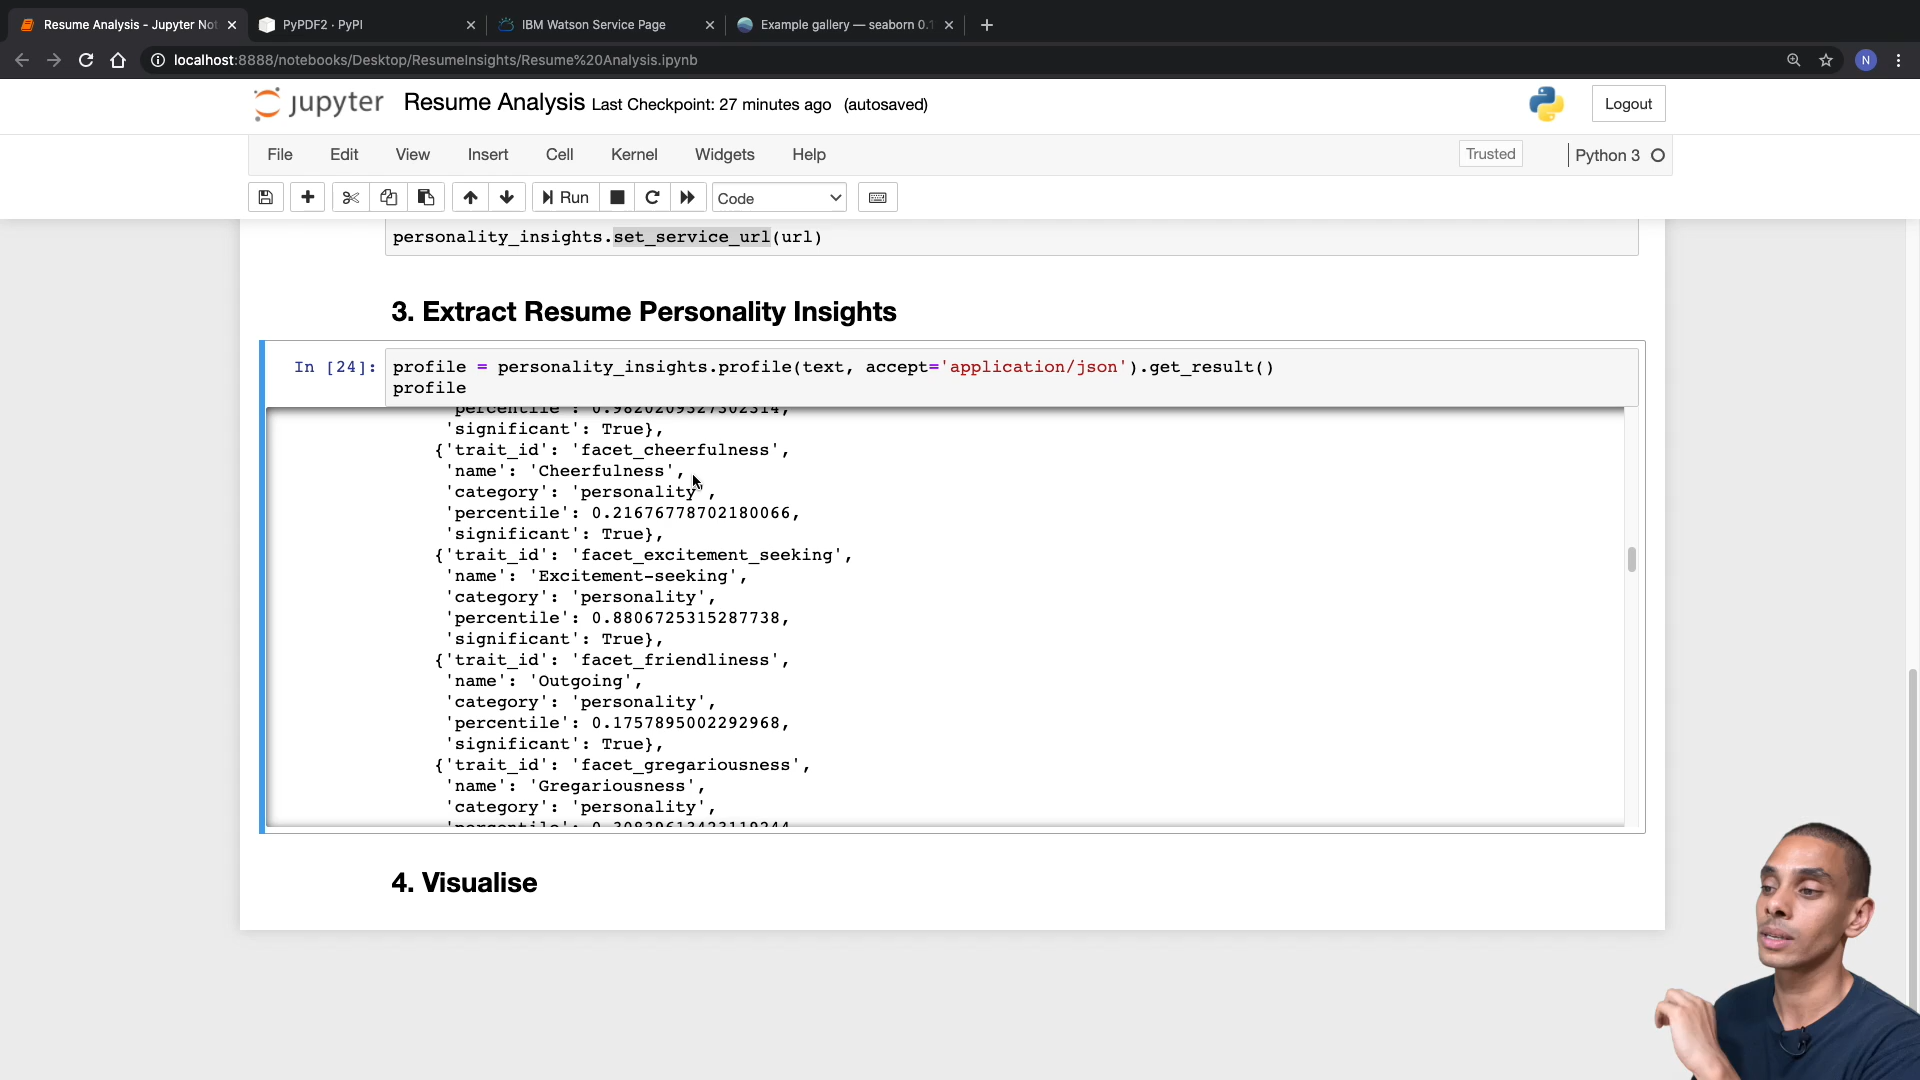 Resume Analysis - Jupyter Not
PyPDF2 · PyPI
IBM Watson Service Page
Example gallery — seaborn 0.1
localhost:8888/notebooks/Desktop/ResumeInsights/Resume%20Analysis.ipynb
N
jupyter
Resume Analysis Last Checkpoint: 27 minutes ago (autosaved)
Logout
File
Edit
View
Insert
Cell
Kernel
Widgets
Help
Trusted
Python 3
Run
Code
personality_insights.set_service_url(url)
3. Extract Resume Personality Insights
In [24]:
profile = personality_insights.profile(text, accept='application/json').get_result()
profile
'percentile': 0.9820209327302314,
'significant': True},
{'trait_id': 'facet_cheerfulness',
'name': 'Cheerfulness',
'category': 'personality',
'percentile': 0.21676778702180066,
'significant': True},
{'trait_id': 'facet_excitement_seeking',
'name': 'Excitement-seeking',
'category': 'personality',
'percentile': 0.8806725315287738,
'significant': True},
{'trait_id': 'facet_friendliness',
'name': 'Outgoing',
'category': 'personality',
'percentile': 0.1757895002292968,
'significant': True},
{'trait_id': 'facet_gregariousness',
'name': 'Gregariousness',
'category': 'personality',
4. Visualise